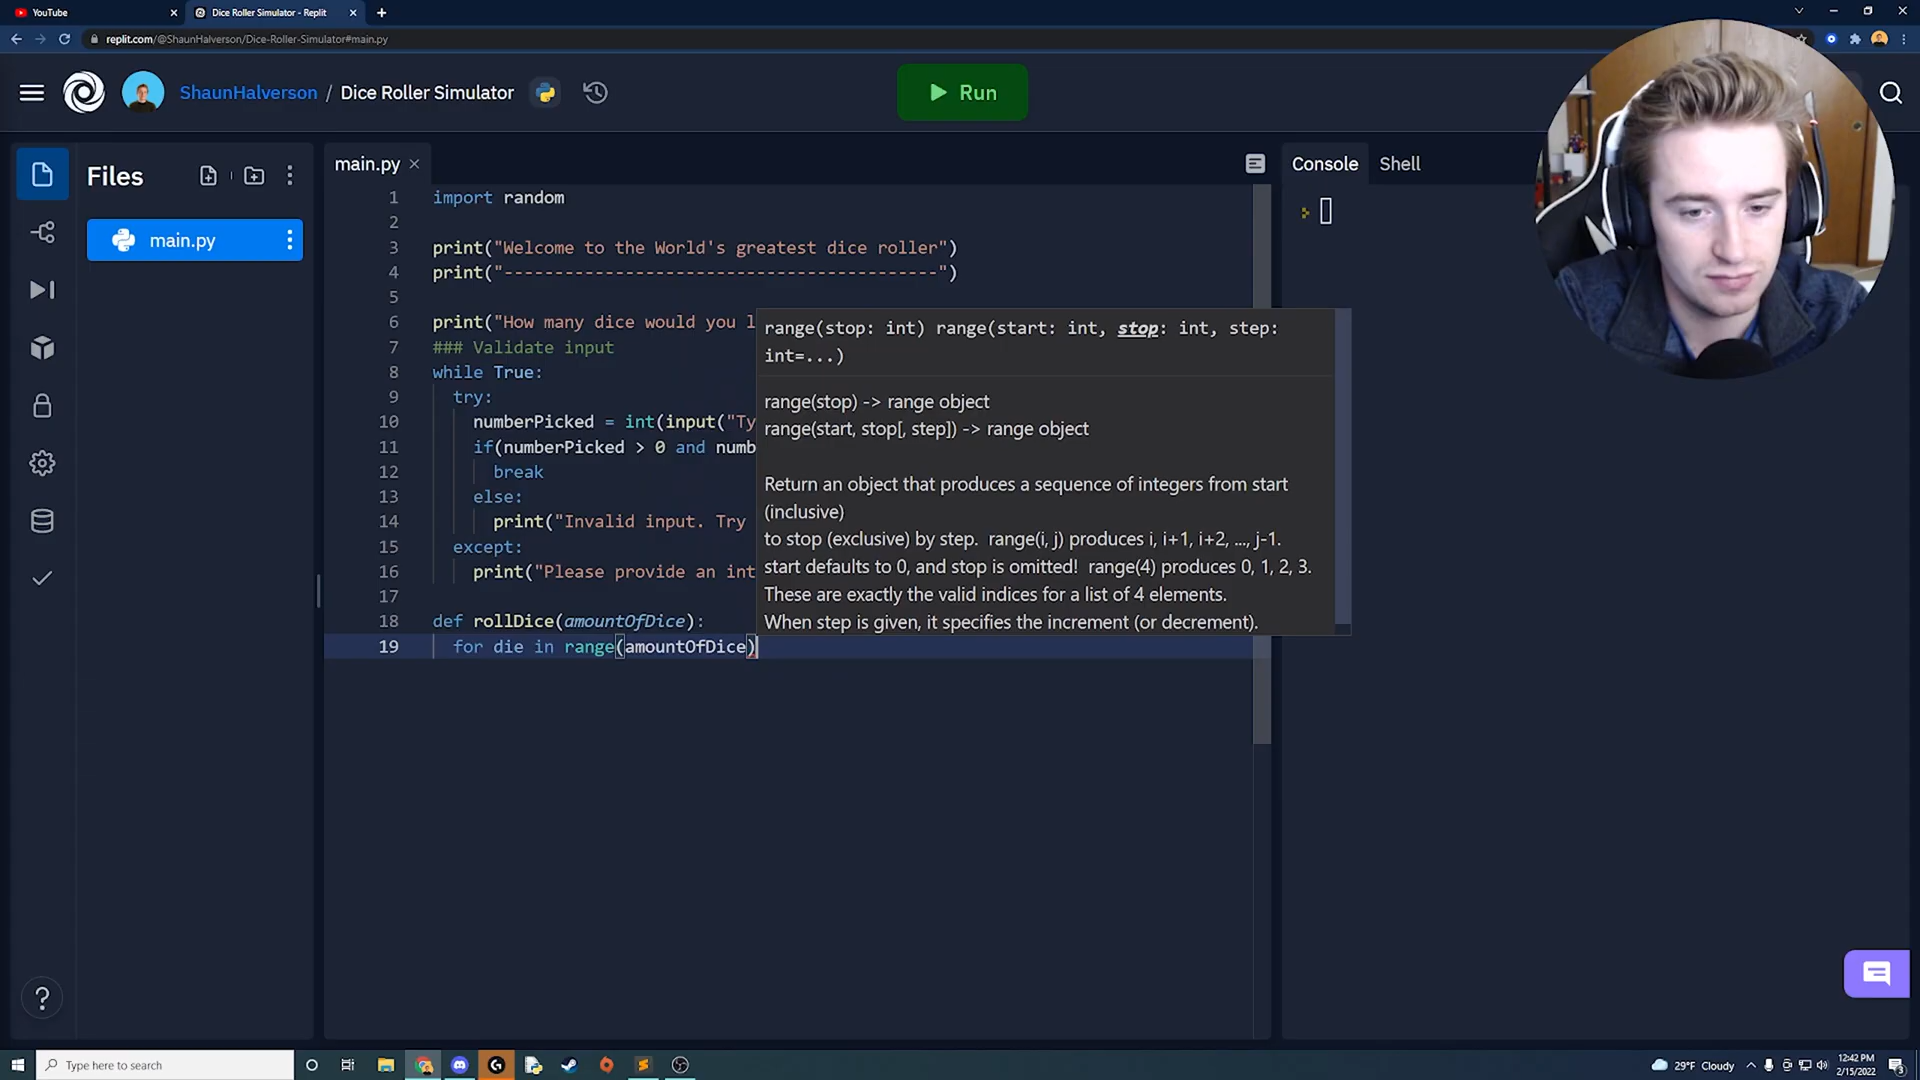 YouTube
Dice Roller Simulator - Replit
replit.com/@ShaunHalverson/Dice-Roller-Simulator#main.py
ShaunHalverson / Dice Roller Simulator
Run
Files
main.py
main.py
Console
Shell
1 import random
2
3 print("Welcome to the World's greatest dice roller")
4 print("-------------------------------------------")
5
6 print("How many dice would you l
7 ### Validate input
8 while True:
9 try:
10 numberPicked = int(input("Ty
11 if(numberPicked > 0 and numb
12 break
13 else:
14 print("Invalid input. Try
15 except:
16 print("Please provide an int
17
18 def rollDice(amountOfDice):
19 for die in range(amountOfDice)
range(stop: int) range(start: int, stop: int, step:
int=...)
range(stop) -> range object
range(start, stop[, step]) -> range object
Return an object that produces a sequence of integers from start
(inclusive)
to stop (exclusive) by step. range(i, j) produces i, i+1, i+2, ..., j-1.
start defaults to 0, and stop is omitted! range(4) produces 0, 1, 2, 3.
These are exactly the valid indices for a list of 4 elements.
When step is given, it specifies the increment (or decrement).
Type here to search
29°F Cloudy
12:42 PM
2/15/2022
3